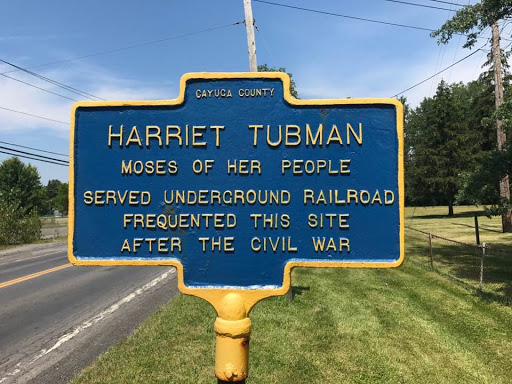 CAYUGA COUNTY
HARRIET TUBMAN
MOSES OF HER PEOPLE
SERVED UNDERGROUND RAILROAD
FREQUENTED THIS SITE
AFTER THE CIVIL WAR